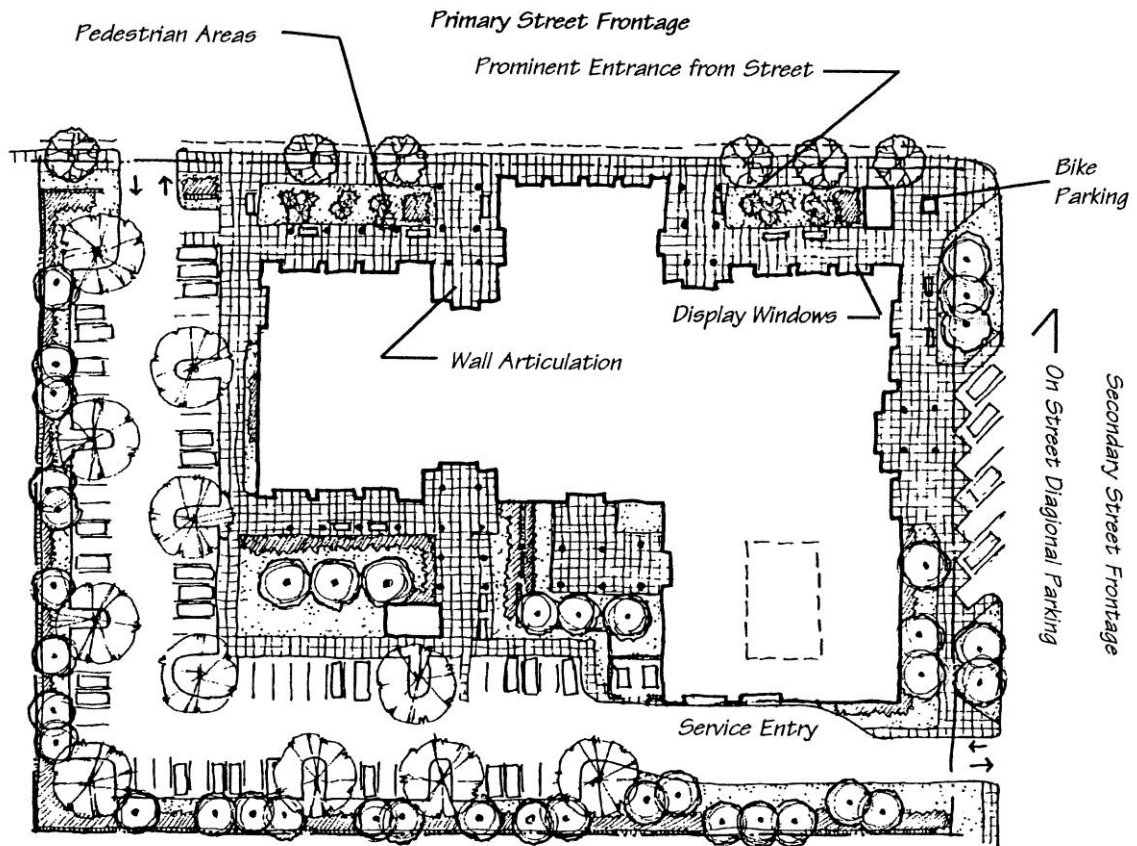 Primary Street Frontage
Pedestrian Areas
Prominent Entrance from Street
Bike
Parking
Display Windows
Wall Articulation
On Street Diagional Parking
Secondary Street Frontage
Service Entry